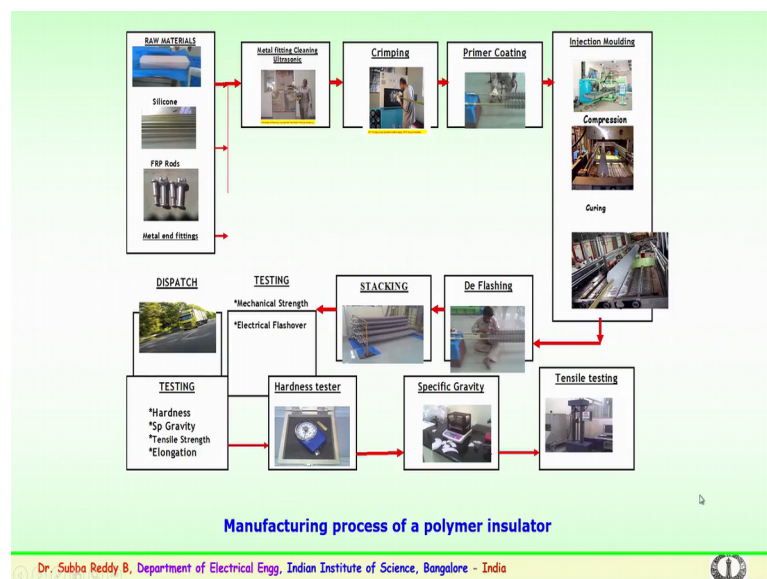 RAW MATERIALS
Silicone
FRP Rods
Metal end fittings
Metal fitting Cleaning
Ultrasonic
Crimping
Primer Coating
Injection Moulding
Compression
Curing
DISPATCH
TESTING
*Mechanical Strength
*Electrical Flashover
STACKING
De Flashing
TESTING
*Hardness
*Sp Gravity
*Tensile Strength
*Elongation
Hardness tester
Specific Gravity
Tensile testing
Manufacturing process of a polymer insulator
Dr. Subba Reddy B, Department of Electrical Engg, Indian Institute of Science, Bangalore - India